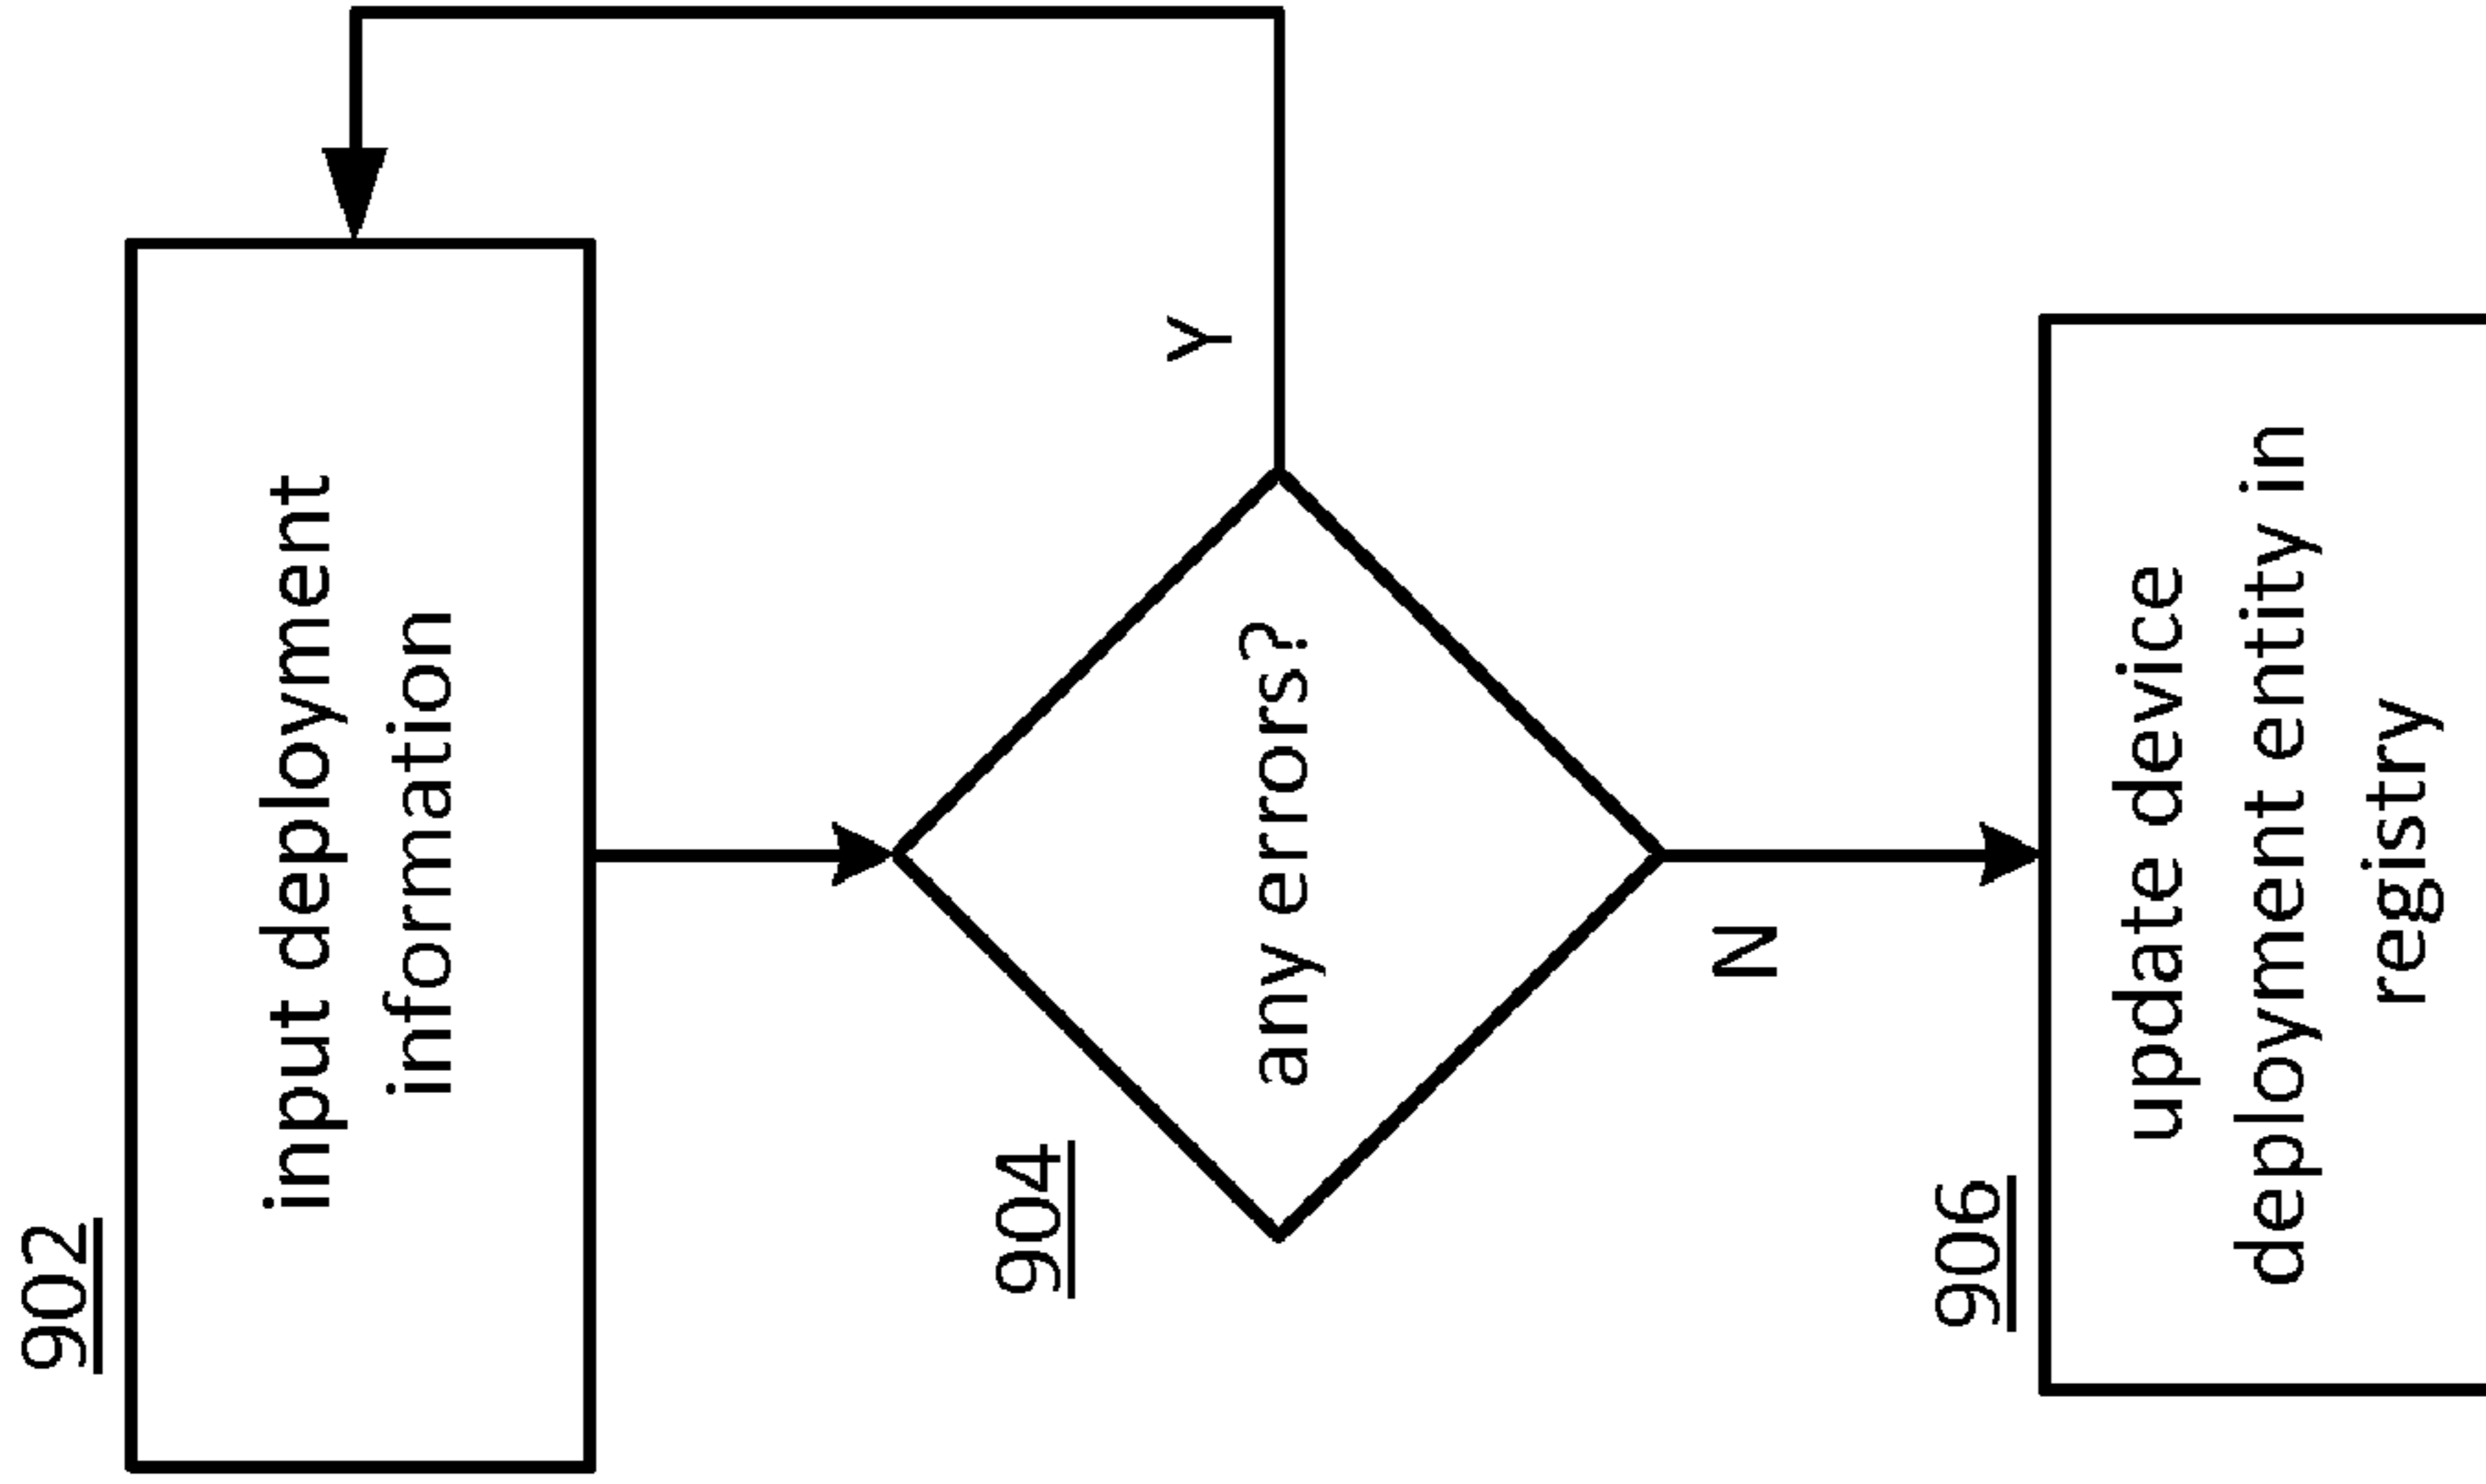 902
input deployment
information
904
any errors?
Y
N
906
update device
deployment entity in
registry